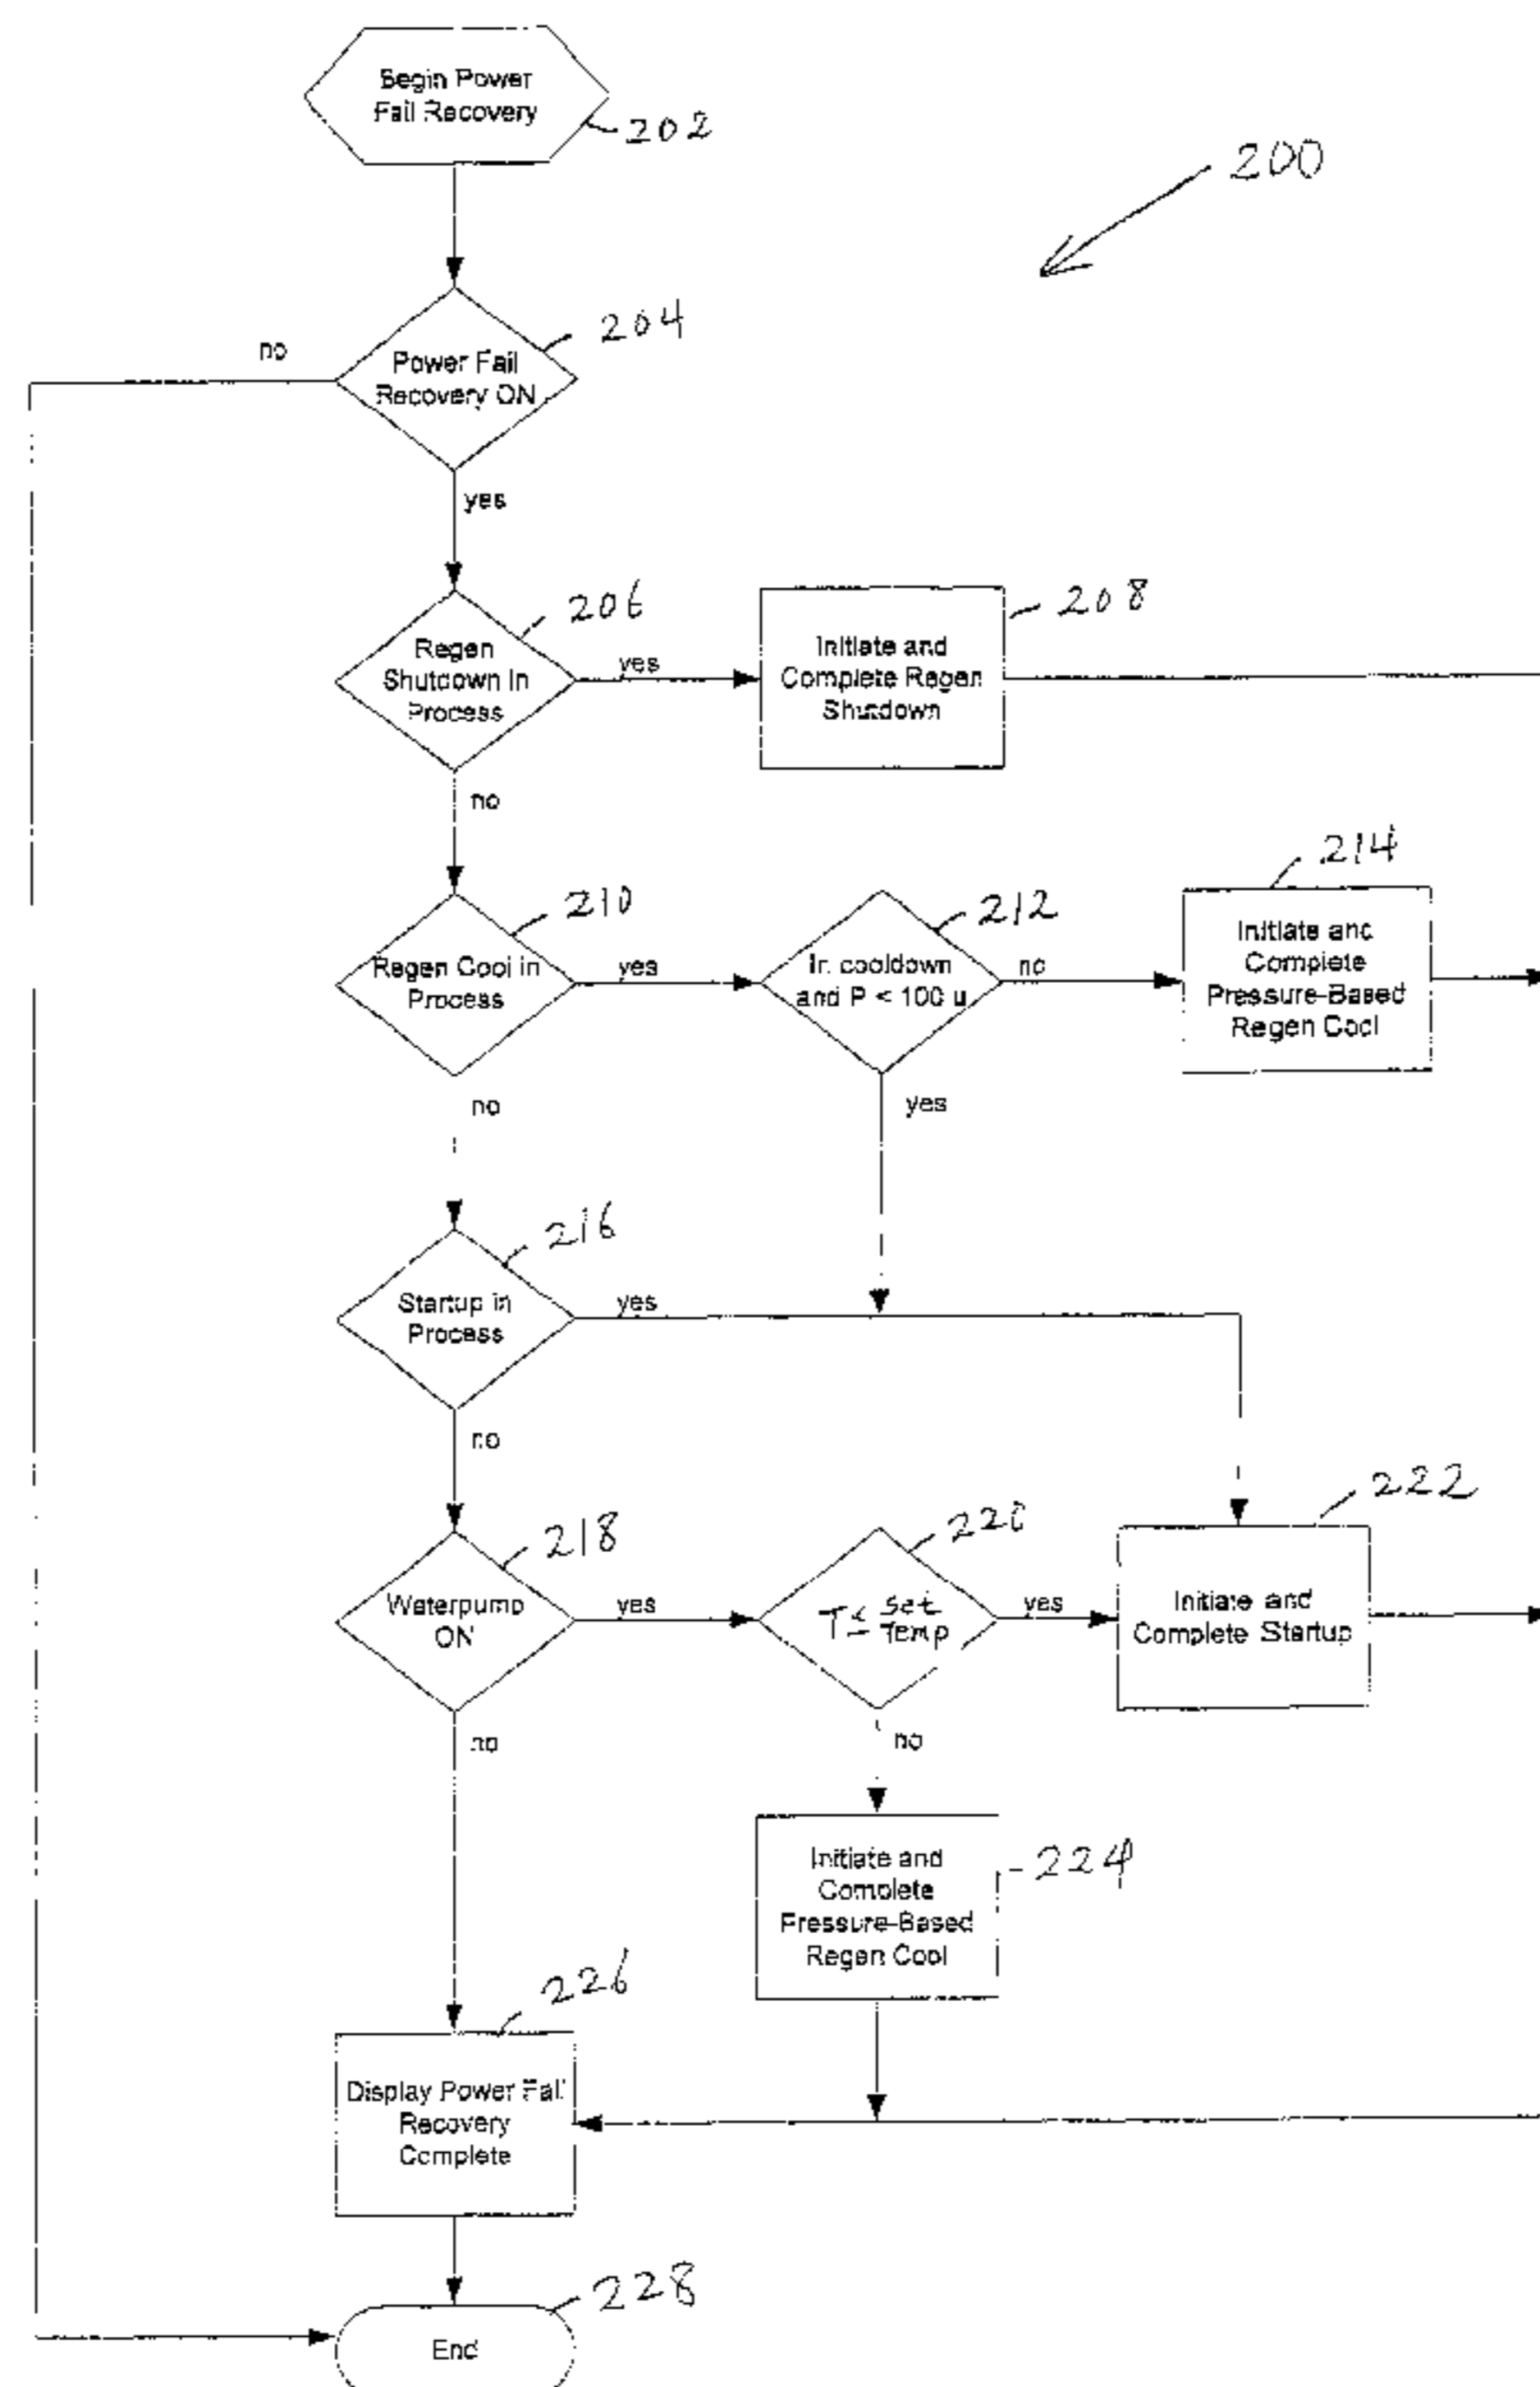 Begin Power
Fail Recovery
202
200
204
no
Power Fail
Recovery ON
yes
206
208
Regen
Shutdown in
Process
yes
Initiate and
Complete Regen
Shutdown
no
214
210
212
Regen Cool in
Process
yes
In cooldown
and P < 100 u
no
Initiate and
Complete
Pressure-Based
Regen Cool
no
yes
216
Startup in
Process
yes
no
222
218
220
Waterpump
ON
yes
T ≤ set
Temp
yes
Initiate and
Complete Startup
no
no
Initiate and
Complete
Pressure-Based
Regen Cool
224
226
Display Power Fail
Recovery
Complete
228
End